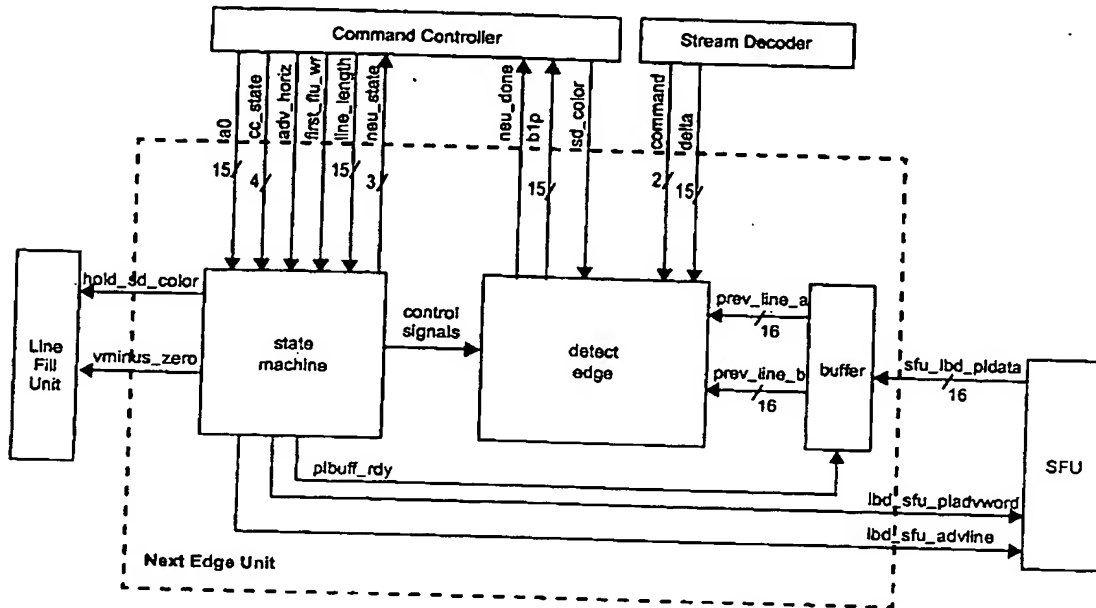 Command Controller
Stream Decoder
a0
cc_state
adv_horiz
first_flu_wr
line_length
neu_state
neu_done
b1p
sd_color
command
delta
15
4
15
3
15
2
15
hold_sd_color
vminus_zero
Line
Fill
Unit
state
machine
control
signals
detect
edge
prev_line_a
16
prev_line_b
16
buffer
sfu_lbd_pldata
16
SFU
plbuff_rdy
lbd_sfu_pladvword
lbd_sfu_advline
Next Edge Unit